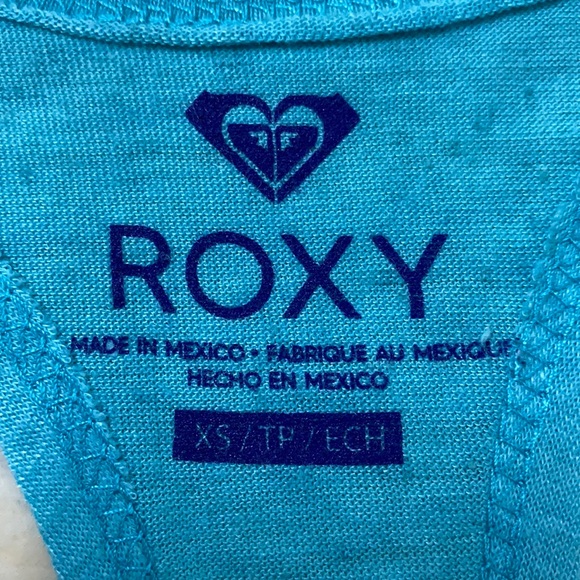 ROXY
MADE IN MEXICO • FABRIQUE AU MEXIQUE
HECHO EN MEXICO
XS / TP / ECH